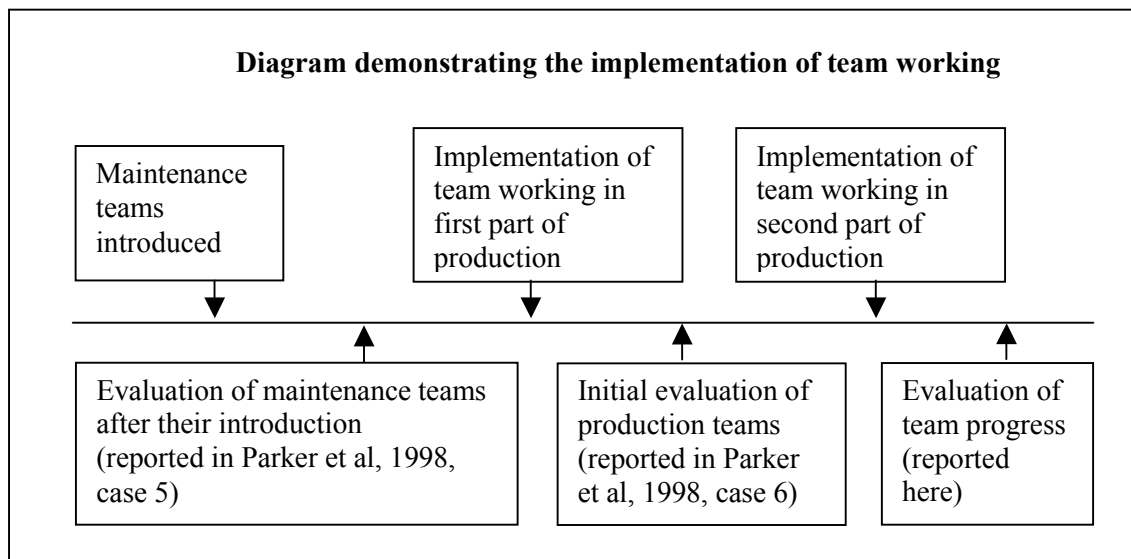 Diagram demonstrating the implementation of team working
Maintenance
teams
introduced
Implementation of
team working in
first part of
production
Implementation of
team working in
second part of
production
Evaluation of maintenance teams
after their introduction
(reported in Parker et al, 1998,
case 5)
Initial evaluation of
production teams
(reported in Parker
et al, 1998, case 6)
Evaluation of
team progress
(reported
here)